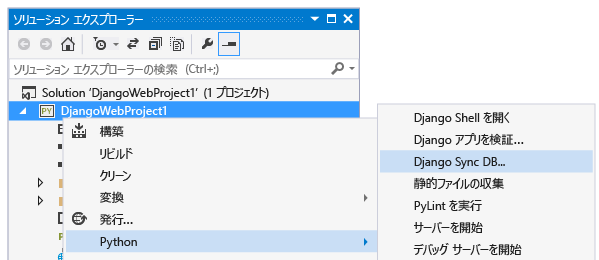 ソリューション エクスプローラー
ソリューション エクスプローラーの検索 (Ctrl+;)
Solution 'DjangoWebProject1' (1 プロジェクト)
PY DjangoWebProject1
構築
リビルド
クリーン
変換
発行...
Python
Django Shell を開く
Django アプリを検証...
Django Sync DB...
静的ファイルの収集
PyLint を実行
サーバーを開始
デバッグ サーバーを開始